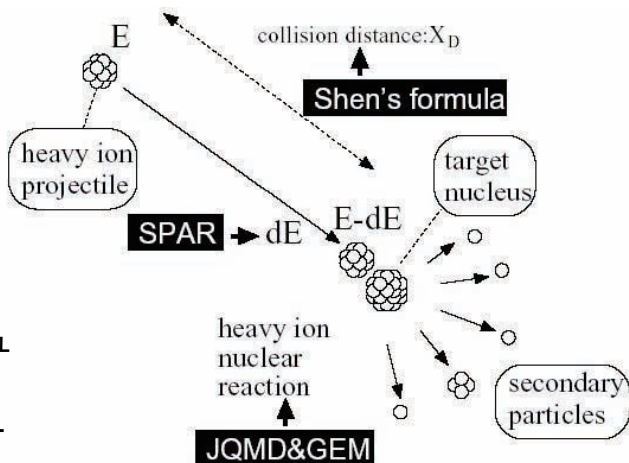 E
collision distance:X_D
Shen's formula
heavy ion
projectile
target
nucleus
SPAR
dE
E-dE
heavy ion
nuclear
reaction
JQMD&GEM
secondary
particles
L